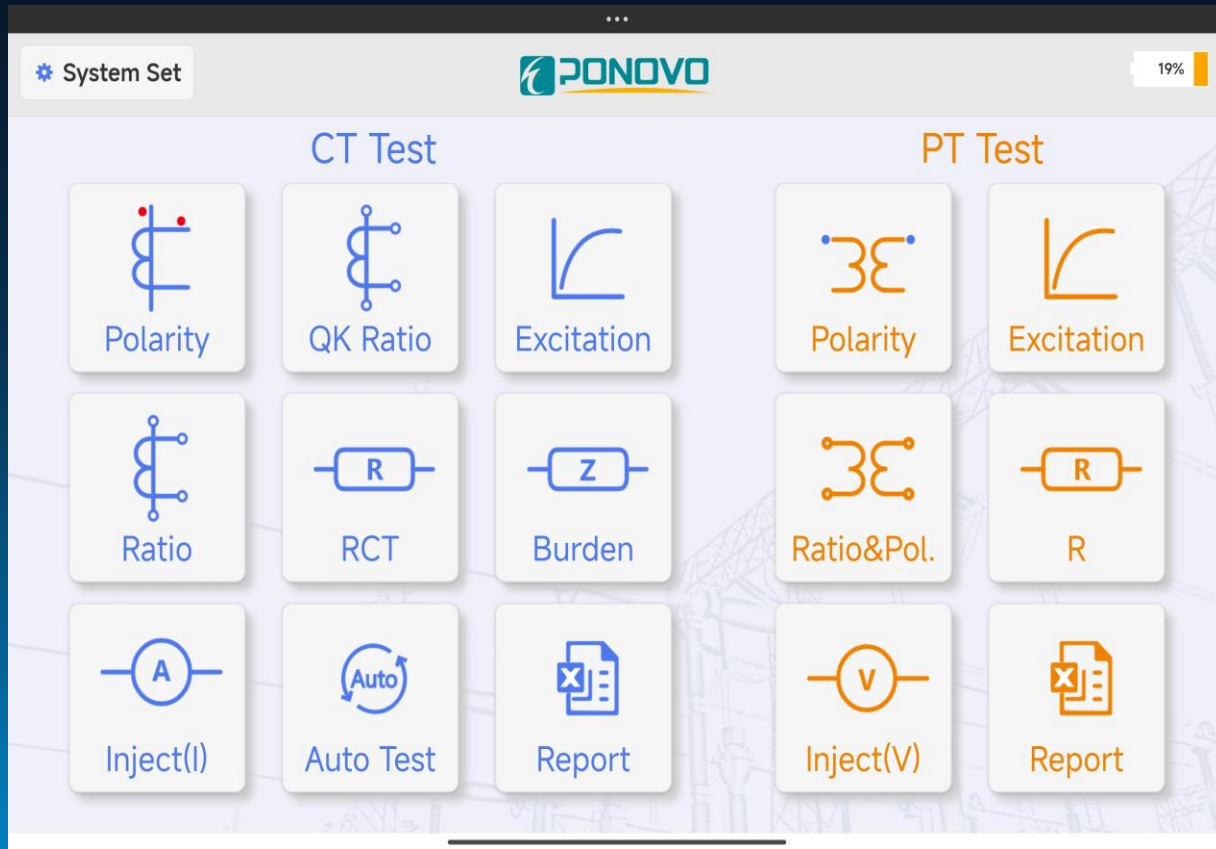 System Set
PONOVO
19%
CT Test
PT Test
Polarity
QK Ratio
Excitation
Polarity
Excitation
Ratio
R
RCT
Z
Burden
Ratio&Pol.
R
R
A
Inject(I)
Auto
Auto Test
X
Report
V
Inject(V)
X
Report